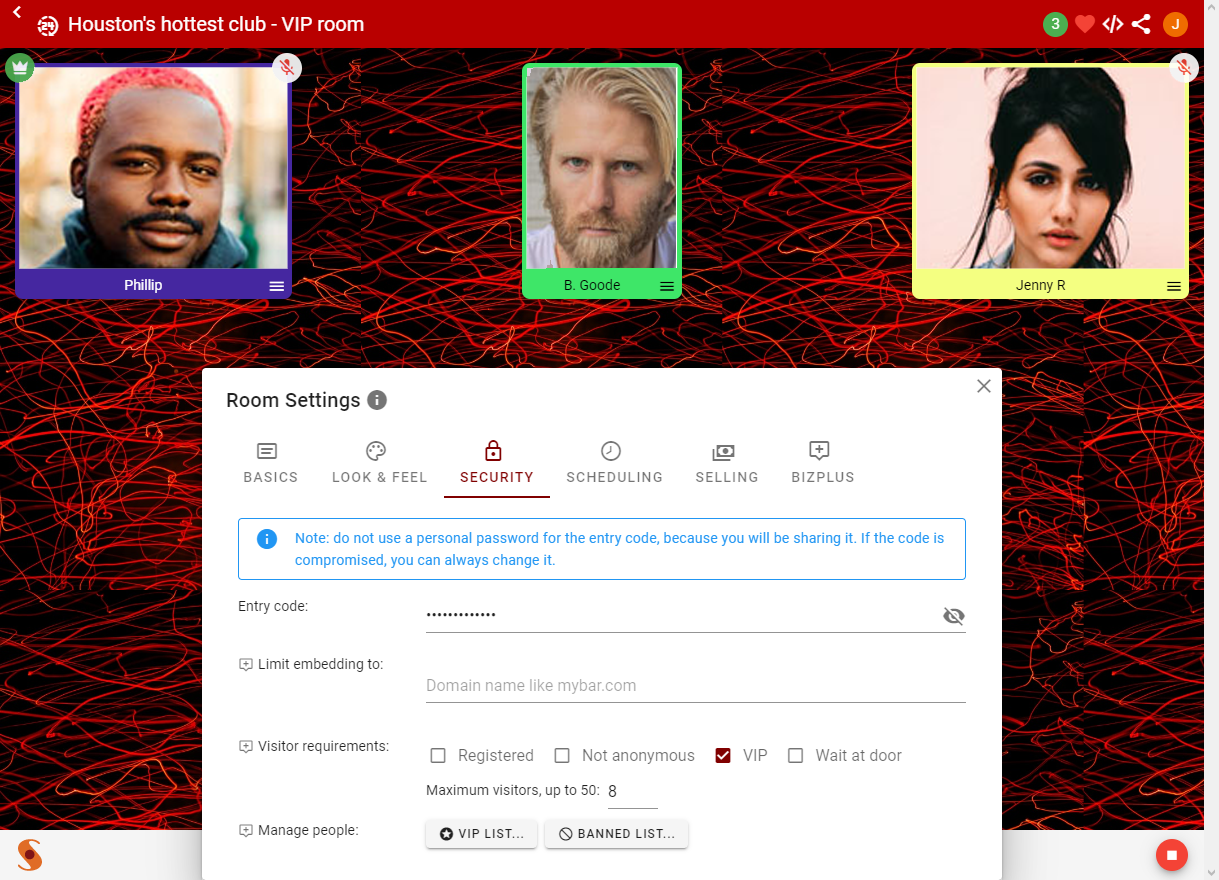 24 Houston's hottest club - VIP room 3 J
Phillip
B. Goode
Jenny R
Room Settings
BASICS LOOK & FEEL SECURITY SCHEDULING SELLING BIZPLUS
Note: do not use a personal password for the entry code, because you will be sharing it. If the code is
compromised, you can always change it.
Entry code: •••••••••••••
Limit embedding to:
Domain name like mybar.com
Visitor requirements:
Registered Not anonymous VIP Wait at door
Maximum visitors, up to 50: 8
Manage people: VIP LIST... BANNED LIST...